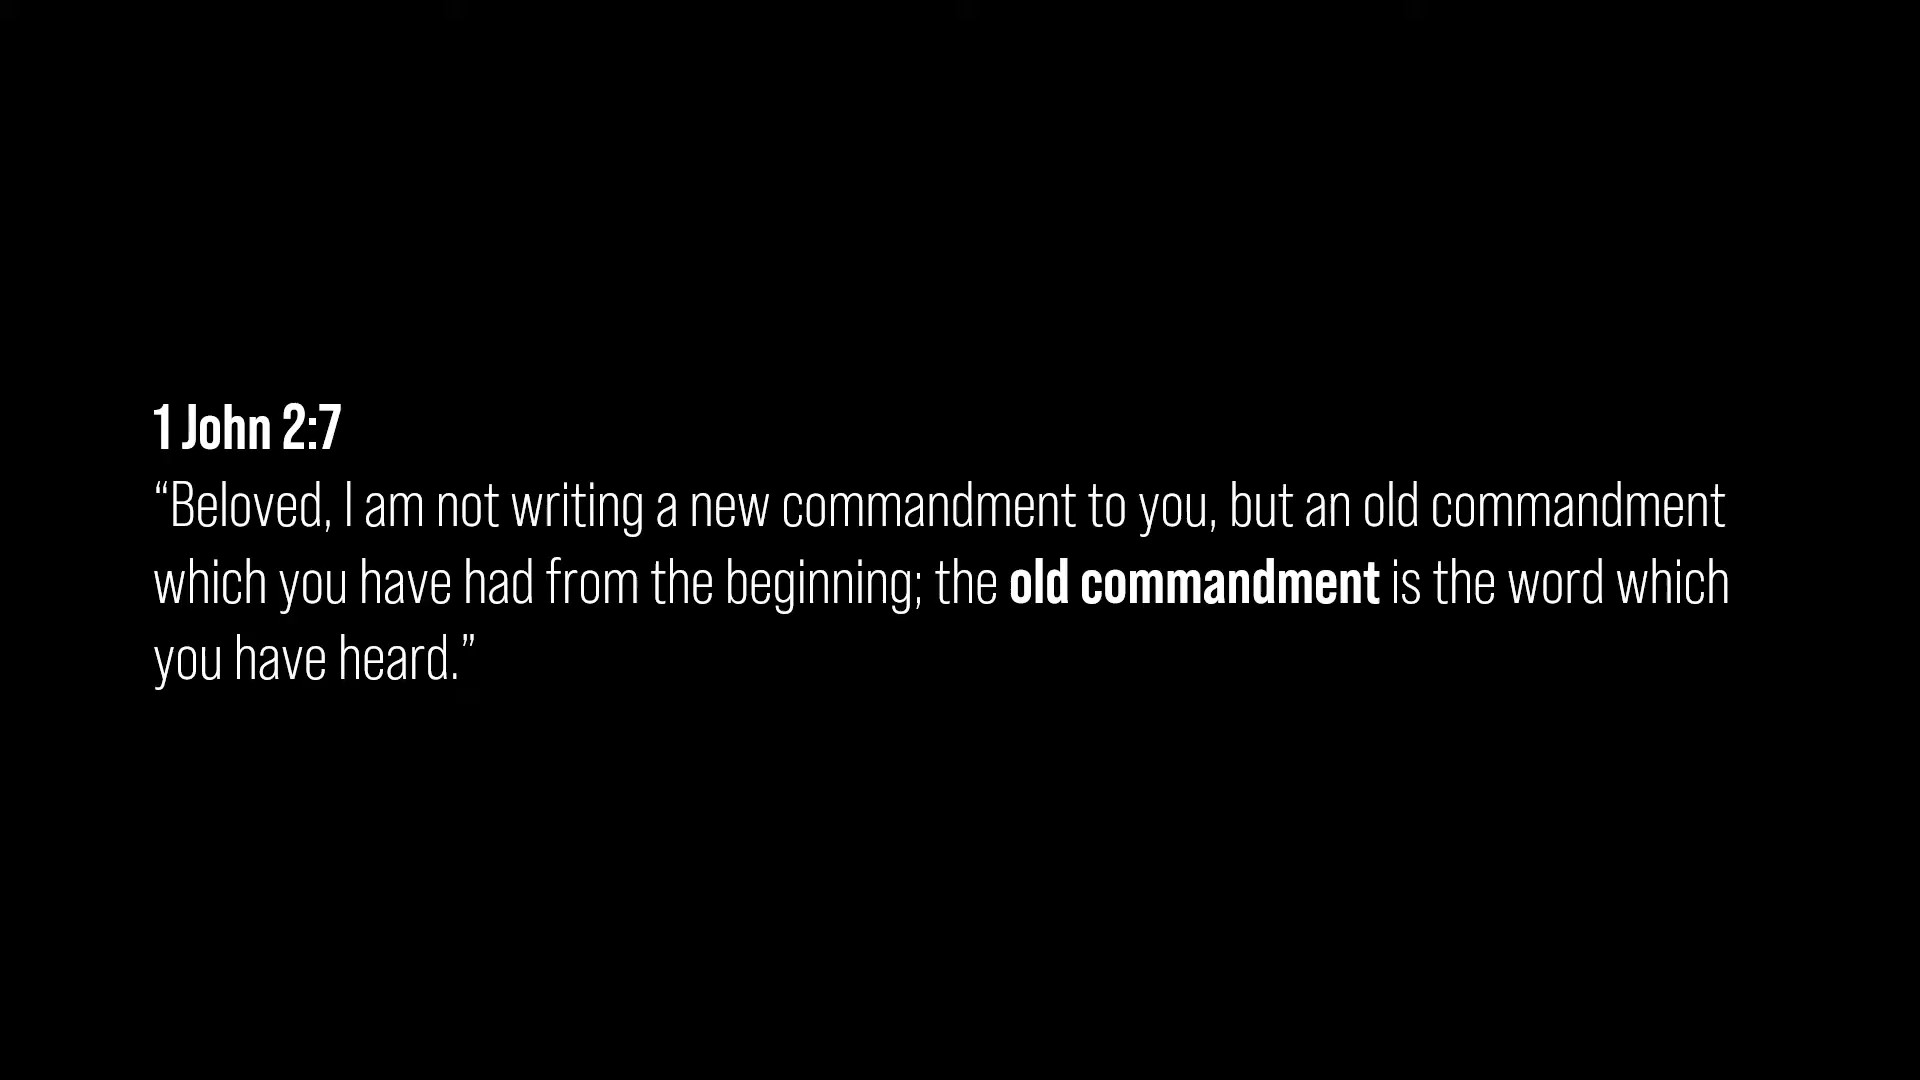 1 John 2:7
“Beloved, I am not writing a new commandment to you, but an old commandment
which you have had from the beginning; the old commandment is the word which
you have heard.”